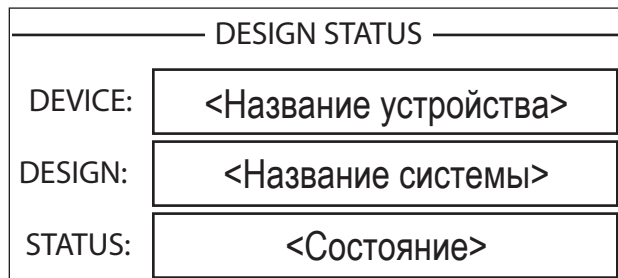 DESIGN STATUS
DEVICE: <Название устройства>
DESIGN: <Название системы>
STATUS: <Состояние>